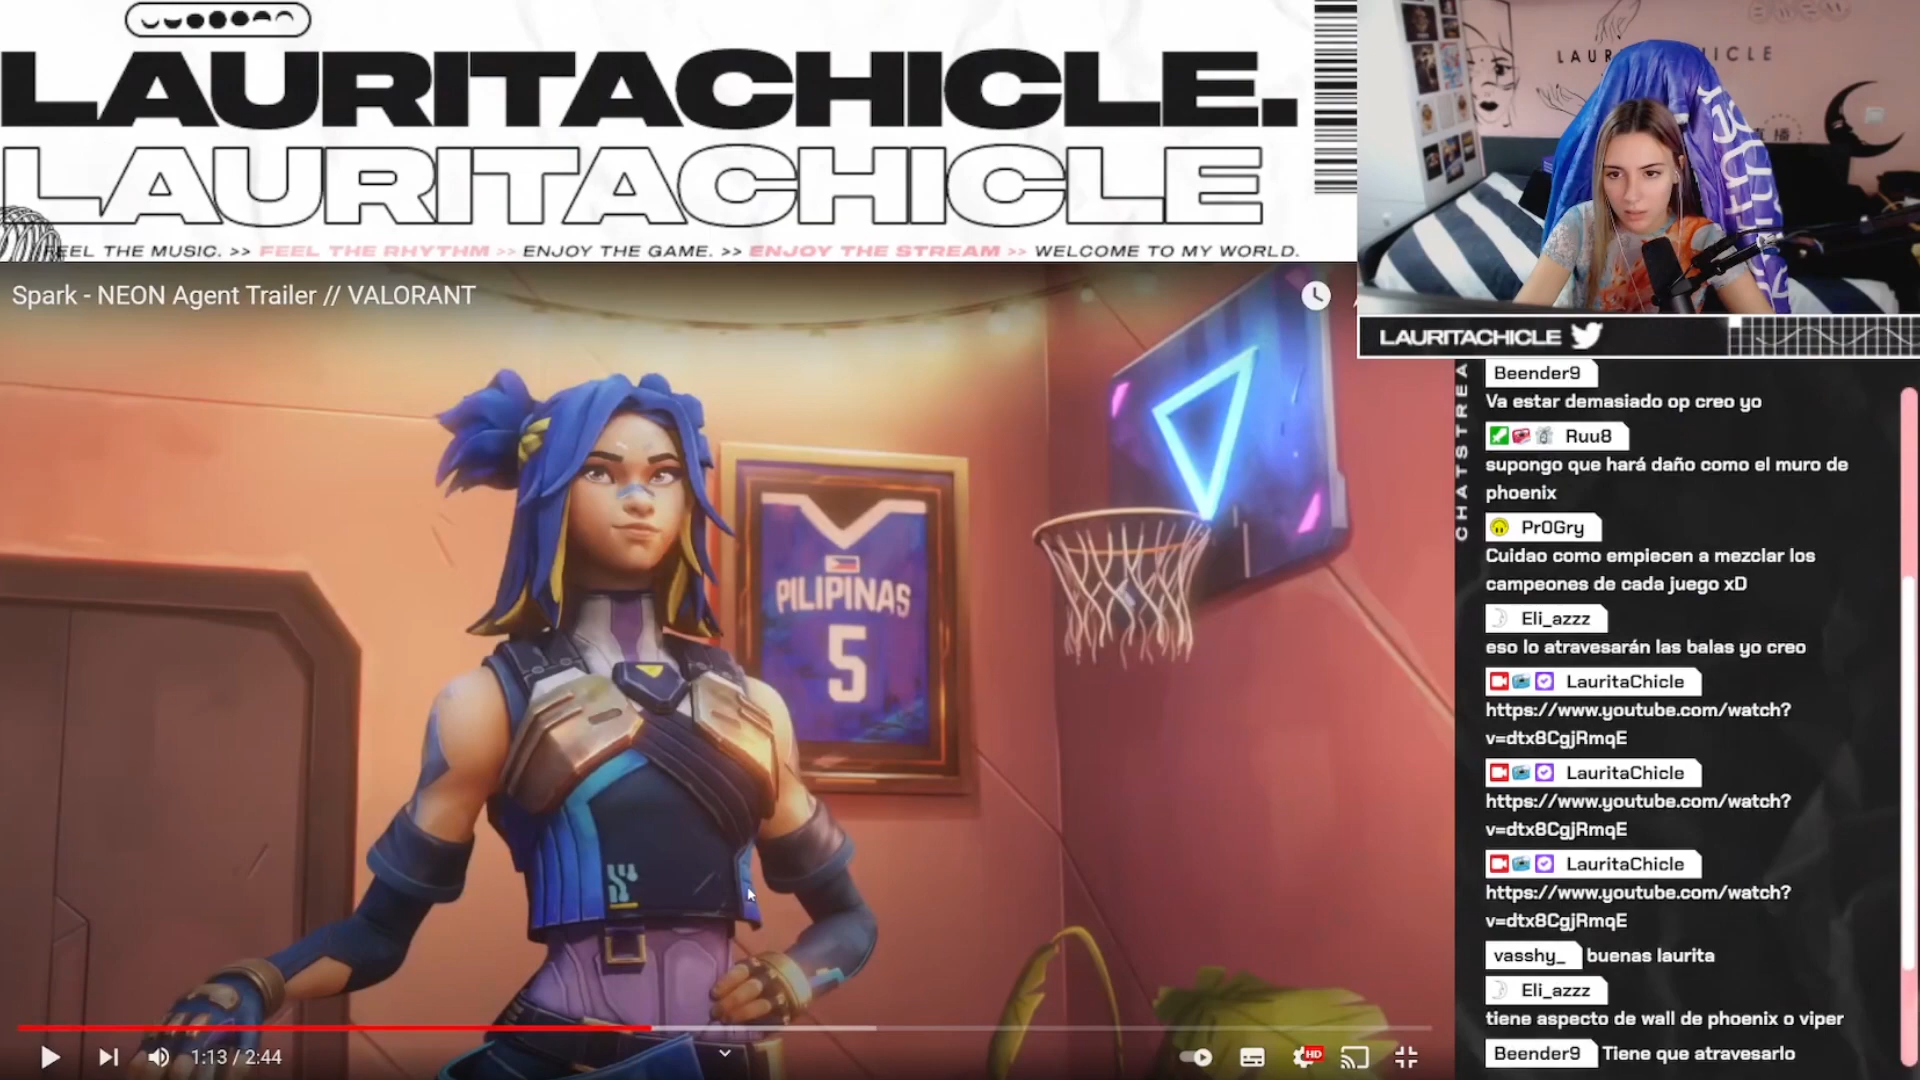 LAURITACHICLE.
LAURITACHICLE
FEEL THE MUSIC. >> FEEL THE RHYTHM >> ENJOY THE GAME. >> ENJOY THE STREAM >> WELCOME TO MY WORLD.
Spark - NEON Agent Trailer // VALORANT
PILIPINAS
5
1:13 / 2:44
HD
LAURITACHICLE
CHATSTREA
Beender9
Va estar demasiado op creo yo
Ruu8
supongo que hará daño como el muro de
phoenix
Pr0Gry
Cuidao como empiecen a mezclar los
campeones de cada juego xD
Eli_azzz
eso lo atravesarán las balas yo creo
LauritaChicle
https://www.youtube.com/watch?
v=dtx8CgjRmqE
LauritaChicle
https://www.youtube.com/watch?
v=dtx8CgjRmqE
LauritaChicle
https://www.youtube.com/watch?
v=dtx8CgjRmqE
vasshy_ buenas laurita
Eli_azzz
tiene aspecto de wall de phoenix o viper
Beender9 Tiene que atravesarlo